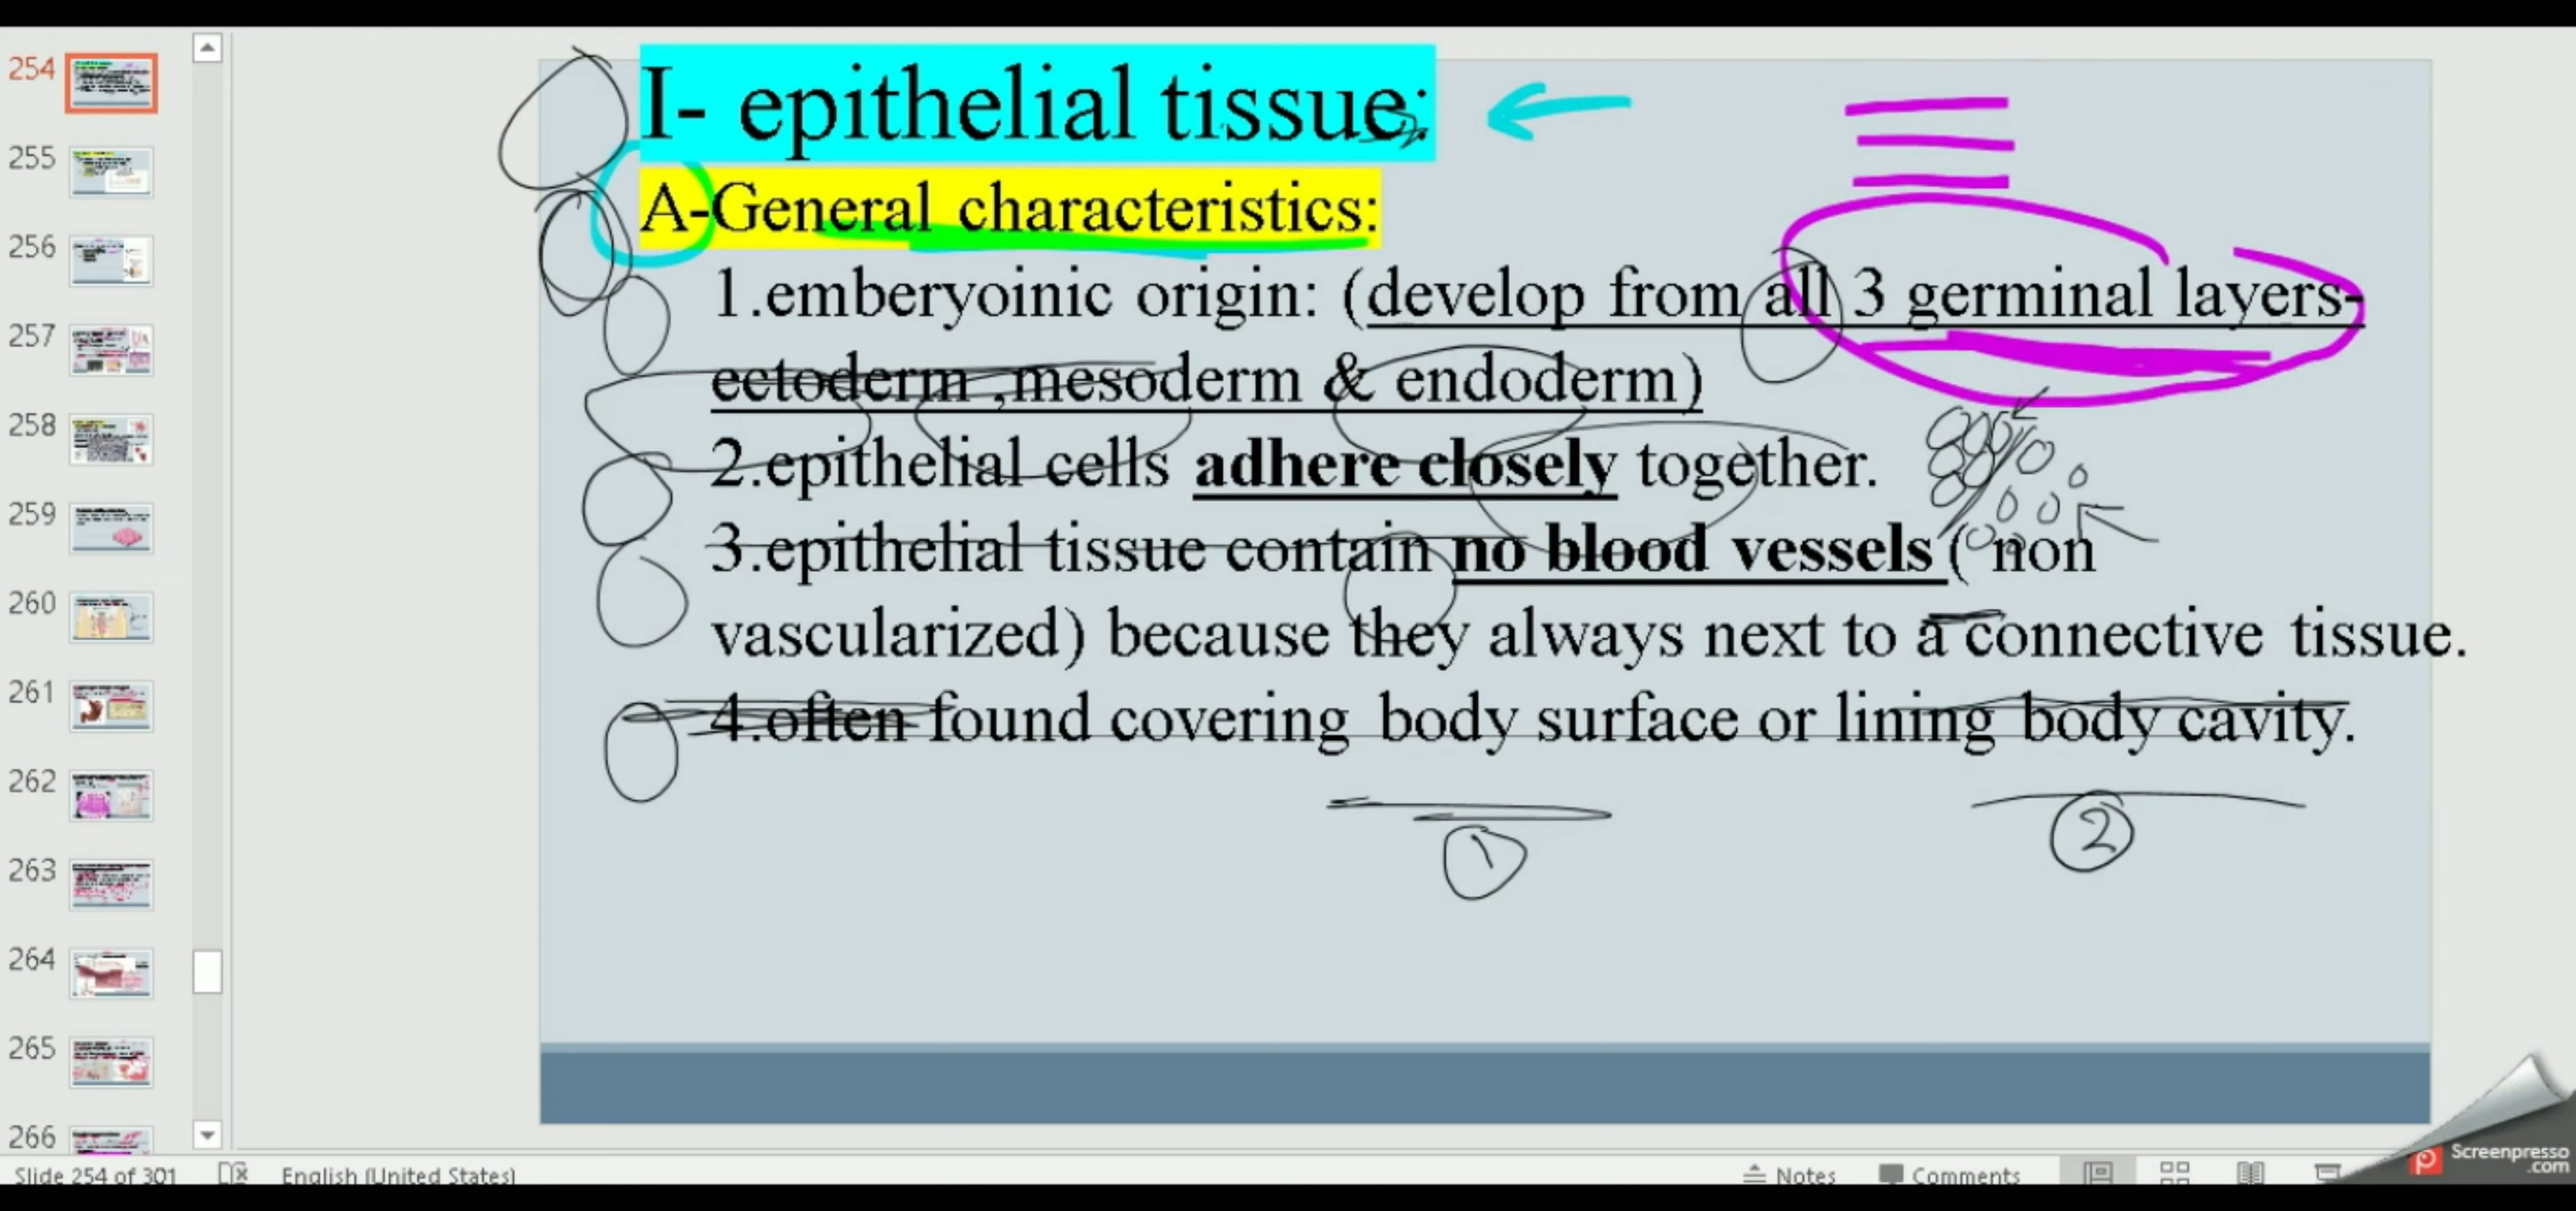 I- epithelial tissue:
A-General characteristics:
1.emberyoinic origin: (develop from all 3 germinal layers-
ectoderm ,mesoderm & endoderm)
2.epithelial cells adhere closely together.
3.epithelial tissue contain no blood vessels ( non
vascularized) because they always next to a connective tissue.
4.often found covering body surface or lining body cavity.
1
2
254
255
256
257
258
259
260
261
262
263
264
265
266
Slide 254 of 301
English (United States)
Notes
Comments
Screenpresso
.com